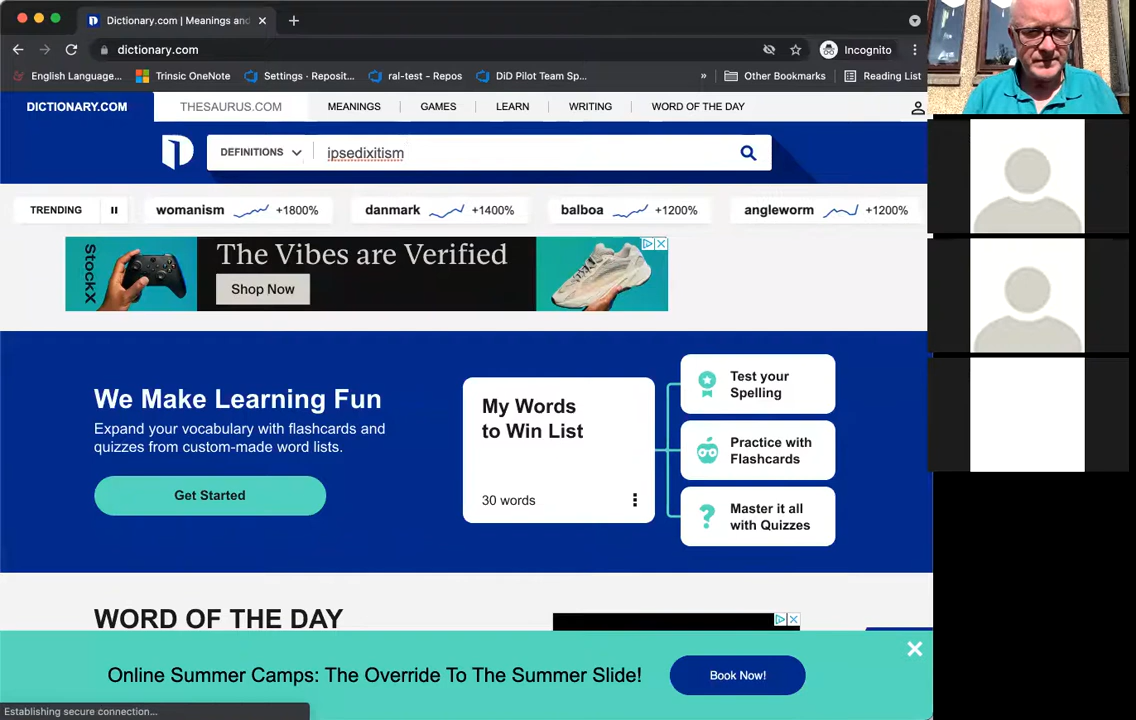 Dictionary.com | Meanings and
dictionary.com
Incognito
English Language...
Trinsic OneNote
Settings · Reposit...
ral-test - Repos
DiD Pilot Team Sp...
»
Other Bookmarks
Reading List
DICTIONARY.COM
THESAURUS.COM
MEANINGS
GAMES
LEARN
WRITING
WORD OF THE DAY
DEFINITIONS
ipsedixitism
TRENDING
womanism
+1800%
danmark
+1400%
balboa
+1200%
angleworm
+1200%
StockX
The Vibes are Verified
Shop Now
We Make Learning Fun
Expand your vocabulary with flashcards and
quizzes from custom-made word lists.
Get Started
My Words
to Win List
30 words
Test your
Spelling
Practice with
Flashcards
Master it all
with Quizzes
WORD OF THE DAY
Online Summer Camps: The Override To The Summer Slide!
Book Now!
Establishing secure connection...